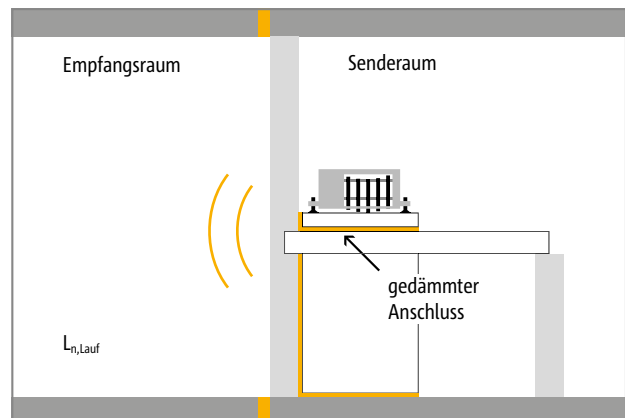 Empfangsraum
Senderaum
gedämmter
Anschluss
Ln,Lauf